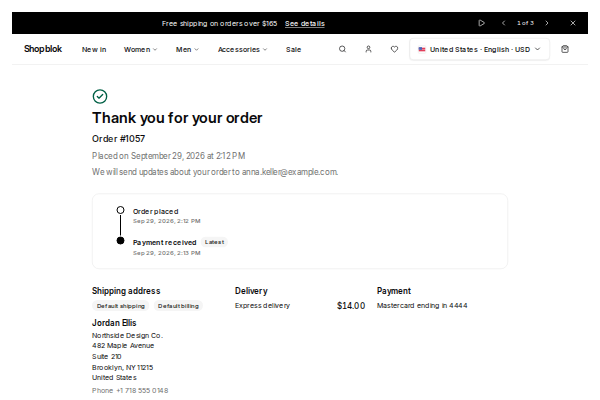 Free shipping on orders over $165 See details
1 of 3
Shopblok New in Women Men Accessories Sale United States · English · USD
Thank you for your order
Order #1057
Placed on September 29, 2026 at 2:12 PM
We will send updates about your order to anna.keller@example.com.
Order placed
Sep 29, 2026, 2:12 PM
Payment received Latest
Sep 29, 2026, 2:13 PM
Shipping address Delivery Payment
Default shipping Default billing Express delivery $14.00 Mastercard ending in 4444
Jordan Ellis
Northside Design Co.
482 Maple Avenue
Suite 210
Brooklyn, NY 11215
United States
Phone +1 718 555 0148